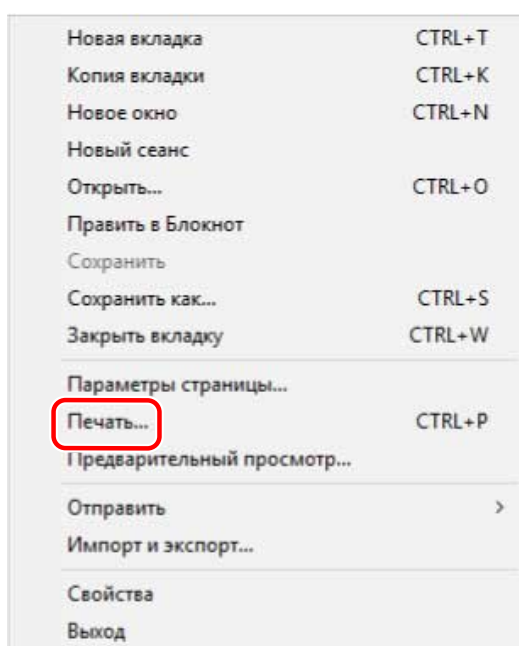 Новая вкладка CTRL+T
Копия вкладки CTRL+K
Новое окно CTRL+N
Новый сеанс
Открыть... CTRL+O
Править в Блокнот
Сохранить
Сохранить как... CTRL+S
Закрыть вкладку CTRL+W
Параметры страницы...
Печать... CTRL+P
Предварительный просмотр...
Отправить >
Импорт и экспорт...
Свойства
Выход